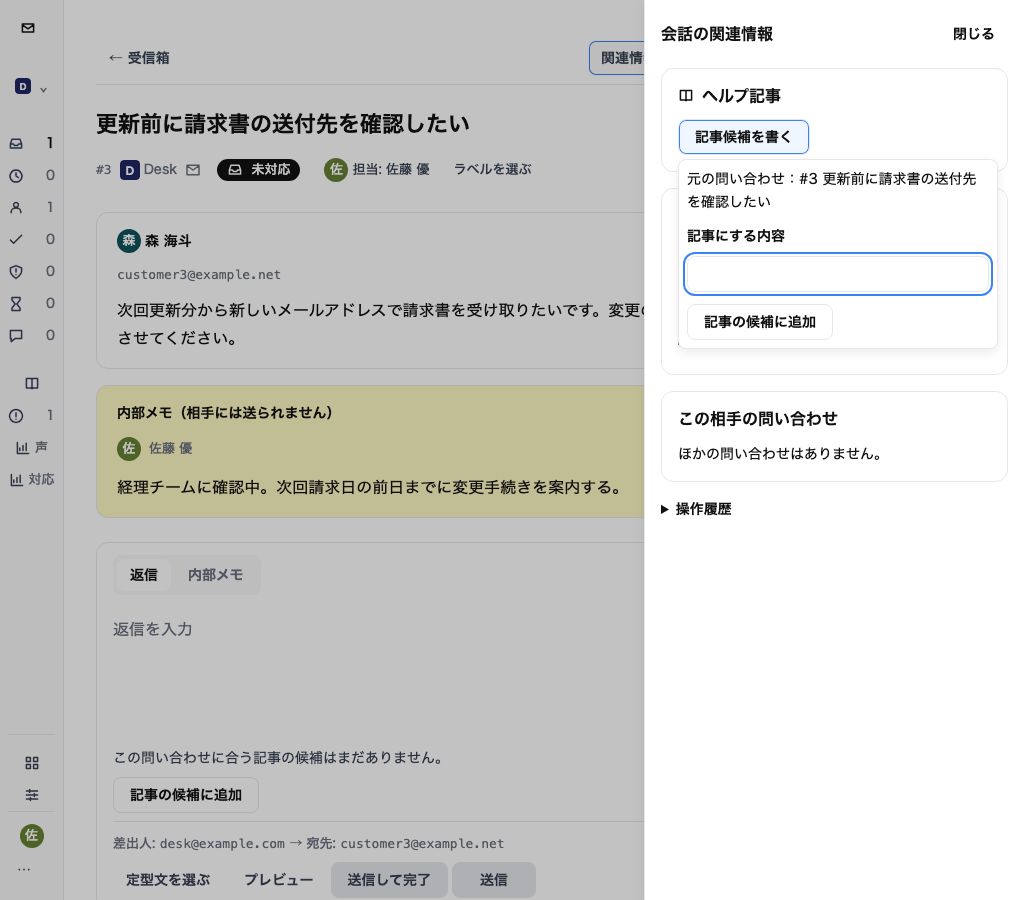 D
1
0
1
0
0
0
0
1
声
対応
佐
…
← 受信箱
関連情
更新前に請求書の送付先を確認したい
#3 D Desk 未対応 佐 担当: 佐藤 優 ラベルを選ぶ
森 森 海斗
customer3@example.net
次回更新分から新しいメールアドレスで請求書を受け取りたいです。変更
させてください。
内部メモ（相手には送られません）
佐 佐藤 優
経理チームに確認中。次回請求日の前日までに変更手続きを案内する。
返信 内部メモ
返信を入力
この問い合わせに合う記事の候補はまだありません。
記事の候補に追加
差出人: desk@example.com → 宛先: customer3@example.net
定型文を選ぶ プレビュー 送信して完了 送信
会話の関連情報 閉じる
ヘルプ記事
記事候補を書く
元の問い合わせ：#3 更新前に請求書の送付先
を確認したい
記事にする内容
記事の候補に追加
この相手の問い合わせ
ほかの問い合わせはありません。
▶ 操作履歴